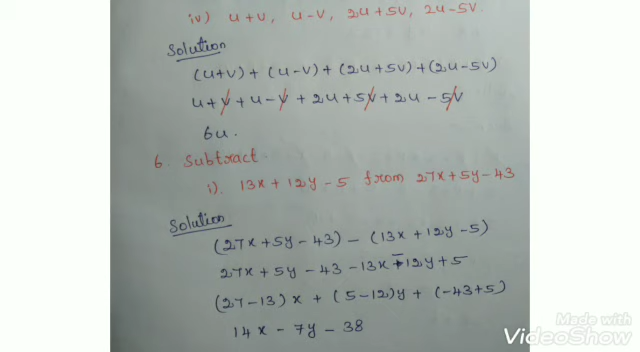 iv) u+v, u-v, 2u+5v, 2u-5v.
Solution
(u+v) + (u-v) + (2u+5v) + (2u-5v)
u+v+u-v+2u+5v+2u-5v
6u.
6. Subtract.
i). 13x+12y-5 from 27x+5y-43
Solution
(27x+5y-43) - (13x+12y-5)
27x+5y-43-13x-12y+5
(27-13)x + (5-12)y + (-43+5)
14x-7y-38
Made with
VideoShow